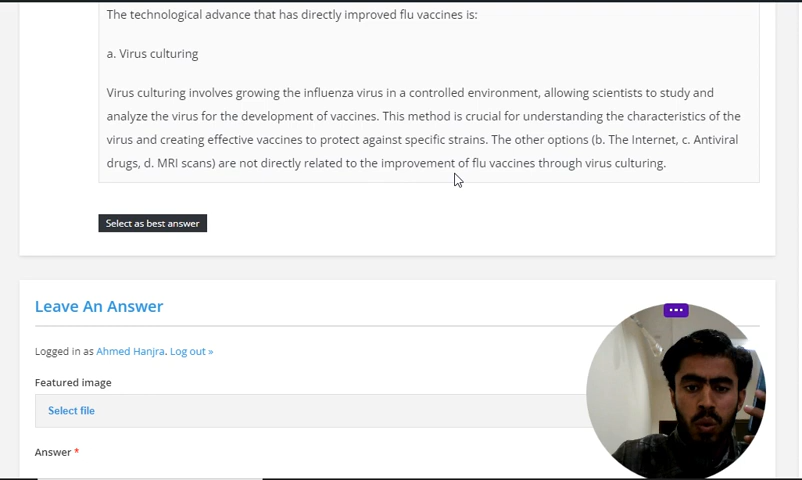 The technological advance that has directly improved flu vaccines is:
a. Virus culturing
Virus culturing involves growing the influenza virus in a controlled environment, allowing scientists to study and
analyze the virus for the development of vaccines. This method is crucial for understanding the characteristics of the
virus and creating effective vaccines to protect against specific strains. The other options (b. The Internet, c. Antiviral
drugs, d. MRI scans) are not directly related to the improvement of flu vaccines through virus culturing.
Select as best answer
Leave An Answer
Logged in as Ahmed Hanjra. Log out »
Featured image
Select file
Answer *